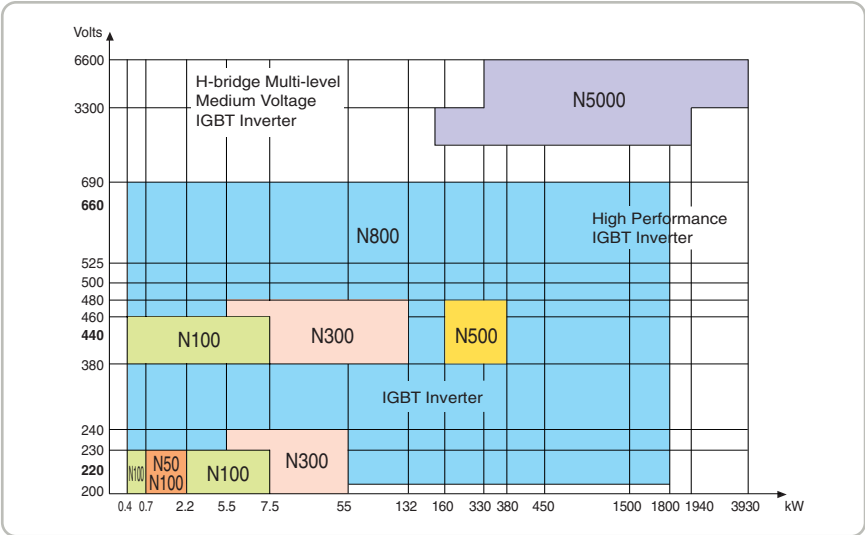 Volts
6600
3300
690
660
525
500
480
460
440
380
240
230
220
200
H-bridge Multi-level
Medium Voltage
IGBT Inverter
N5000
N800
High Performance
IGBT Inverter
N100
N300
N500
IGBT Inverter
N100
N50
N100
N100
N300
0.4 0.7 2.2 5.5 7.5 55 132 160 330 380 450 1500 1800 1940 3930 kW